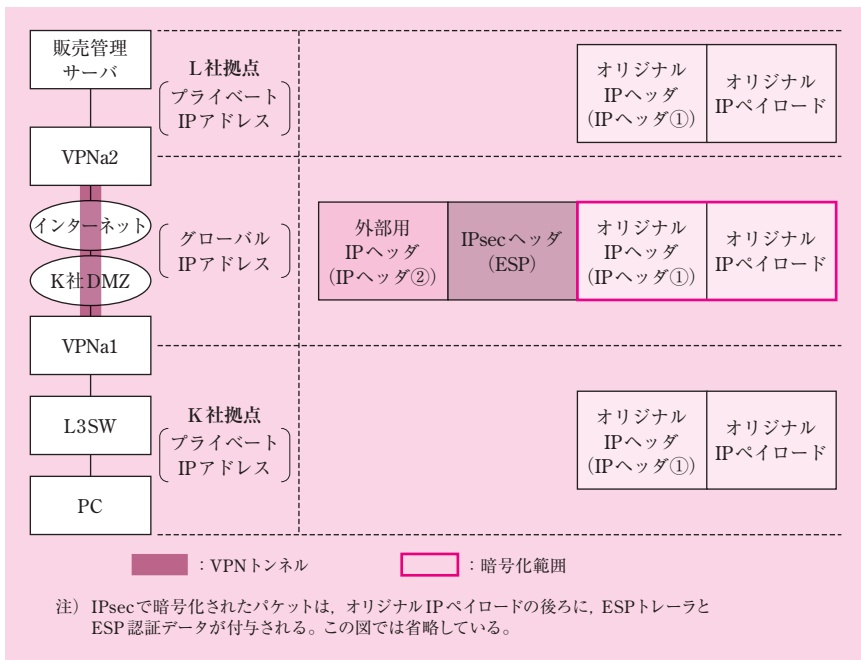 販売管理
サーバ
L社拠点
プライベート
IPアドレス
オリジナル
IPヘッダ
(IPヘッダ①)
オリジナル
IPペイロード
VPNa2
インターネット
K社DMZ
グローバル
IPアドレス
外部用
IPヘッダ
(IPヘッダ②)
IPsecヘッダ
(ESP)
オリジナル
IPヘッダ
(IPヘッダ①)
オリジナル
IPペイロード
VPNa1
L3SW
PC
K社拠点
プライベート
IPアドレス
オリジナル
IPヘッダ
(IPヘッダ①)
オリジナル
IPペイロード
：VPNトンネル
：暗号化範囲
注） IPsecで暗号化されたパケットは，オリジナルIPペイロードの後ろに，ESPトレーラと
ESP認証データが付与される。この図では省略している。